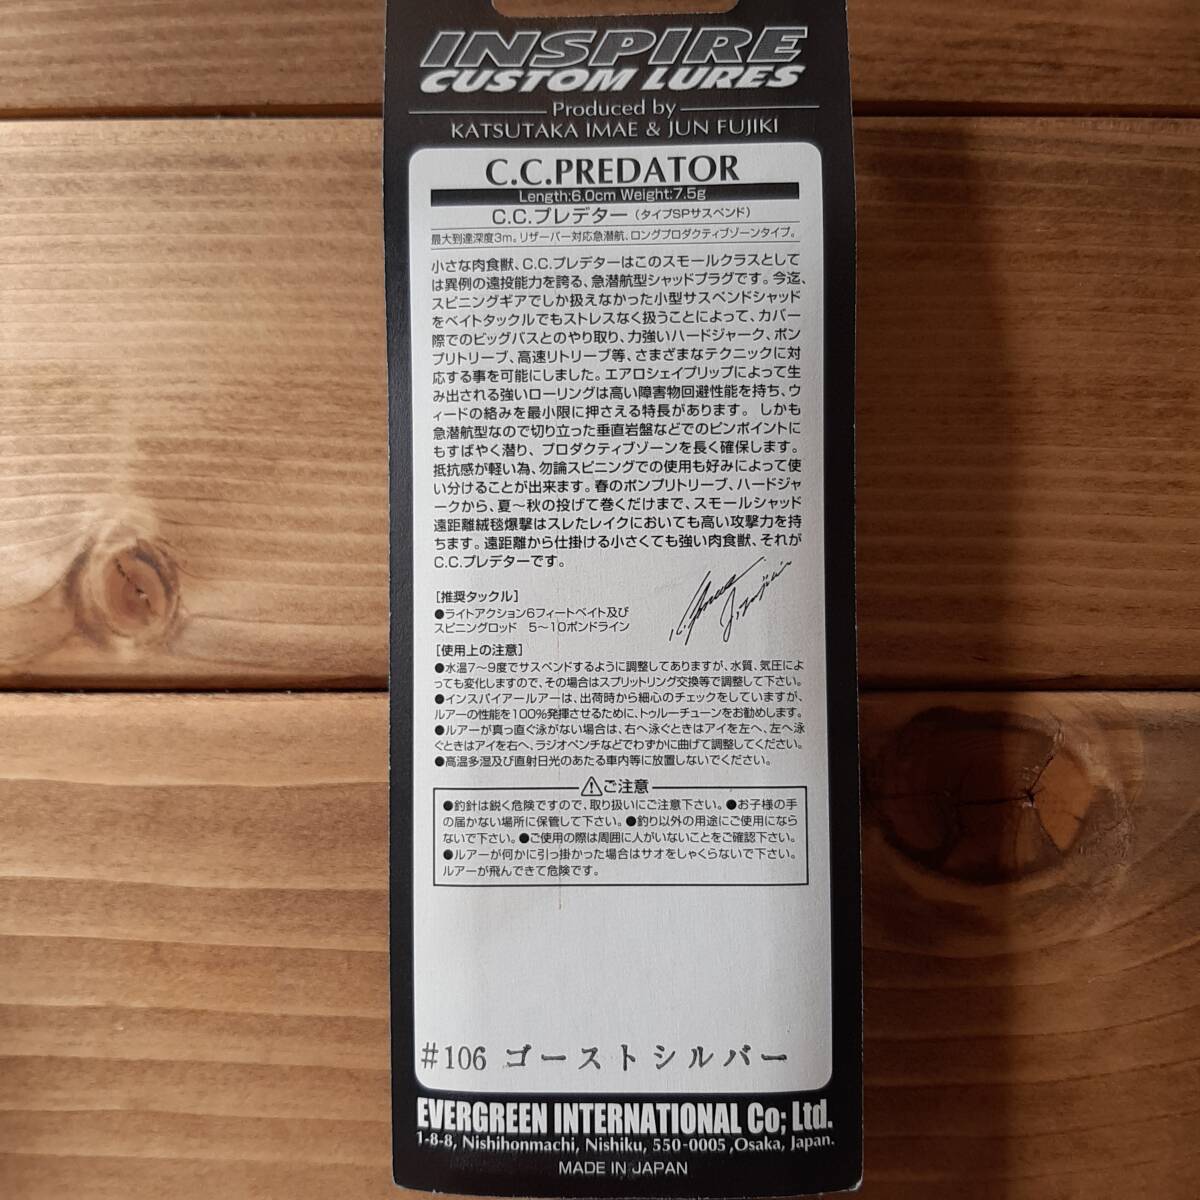 INSPIRE
CUSTOM LURES
Produced by
KATSUTAKA IMAE & JUN FUJIKI
C.C.PREDATOR
Length:6.0cm Weight:7.5g
C.C.プレデター（タイプSPサスペンド）
最大到達深度3m。リザーバー対応急潜航、ロングプロダクティブゾーンタイプ。
小さな肉食獣、C.C.プレデターはこのスモールクラスとして
は異例の遠投能力を誇る、急潜航型シャッドプラグです。今迄、
スピニングギアでしか扱えなかった小型サスペンドシャッド
をベイトタックルでもストレスなく扱うことによって、カバー
際でのビッグバスとのやり取り、力強いハードジャーク、ポン
プリトリーブ、高速リトリーブ等、さまざまなテクニックに対
応する事を可能にしました。エアロシェイプリップによって生
み出される強いローリングは高い障害物回避性能を持ち、ウ
ィードの絡みを最小限に押さえる特長があります。しかも
急潜航型なので切り立った垂直岩盤などでのピンポイントに
もすばやく潜り、プロダクティブゾーンを長く確保します。
抵抗感が軽い為、勿論スピニングでの使用も好みによって使
い分けることが出来ます。春のポンプリトリーブ、ハードジャ
ークから、夏～秋の投げて巻くだけまで、スモールシャッド
遠距離絨毯爆撃はスレたレイクにおいても高い攻撃力を持
ちます。遠距離から仕掛ける小さくても強い肉食獣、それが
C.C.プレデターです。
［推奨タックル］
●ライトアクション6フィートベイト及び
スピニングロッド 5～10ポンドライン
［使用上の注意］
●水温7～9度でサスペンドするように調整してありますが、水質、気圧によ
っても変化しますので、その場合はスプリットリング交換等で調整して下さい。
●インスパイアールアーは、出荷時から細心のチェックをしていますが、
ルアーの性能を100%発揮させるために、トゥルーチューンをお勧めします。
●ルアーが真っ直ぐ泳がない場合は、右へ泳ぐときはアイを左へ、左へ泳
ぐときはアイを右へ、ラジオペンチなどでわずかに曲げて調整してください。
●高温多湿及び直射日光のあたる車内等に放置しないでください。
⚠ご注意
●釣針は鋭く危険ですので、取り扱いにご注意下さい。●お子様の手
の届かない場所に保管して下さい。●釣り以外の用途にご使用になら
ないで下さい。●ご使用の際は周囲に人がいないことをご確認下さい。
●ルアーが何かに引っ掛かった場合はサオをしゃくらないで下さい。
ルアーが飛んできて危険です。
#106 ゴーストシルバー
EVERGREEN INTERNATIONAL Co; Ltd.
1-8-8, Nishihonmachi, Nishiku, 550-0005 ,Osaka, Japan.
MADE IN JAPAN